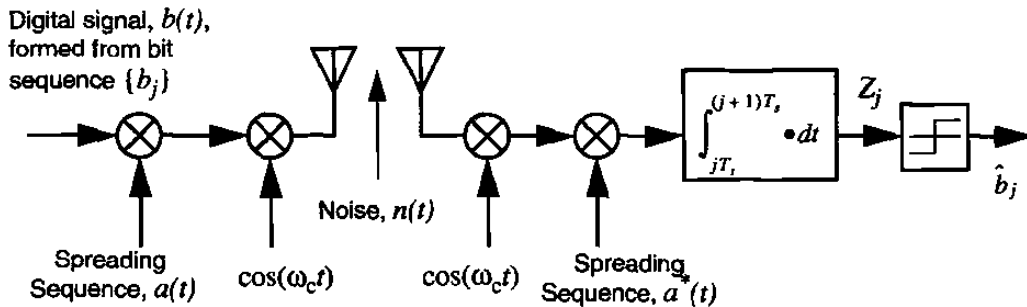 Digital signal, b(t),
formed from bit
sequence {b_j}
Noise, n(t)
(j + 1)T_s
∫ • dt
jT_s
Z_j
b̂_j
Spreading
Sequence, a(t)
cos(ω_c t)
cos(ω_c t)
Spreading
Sequence, a*(t)